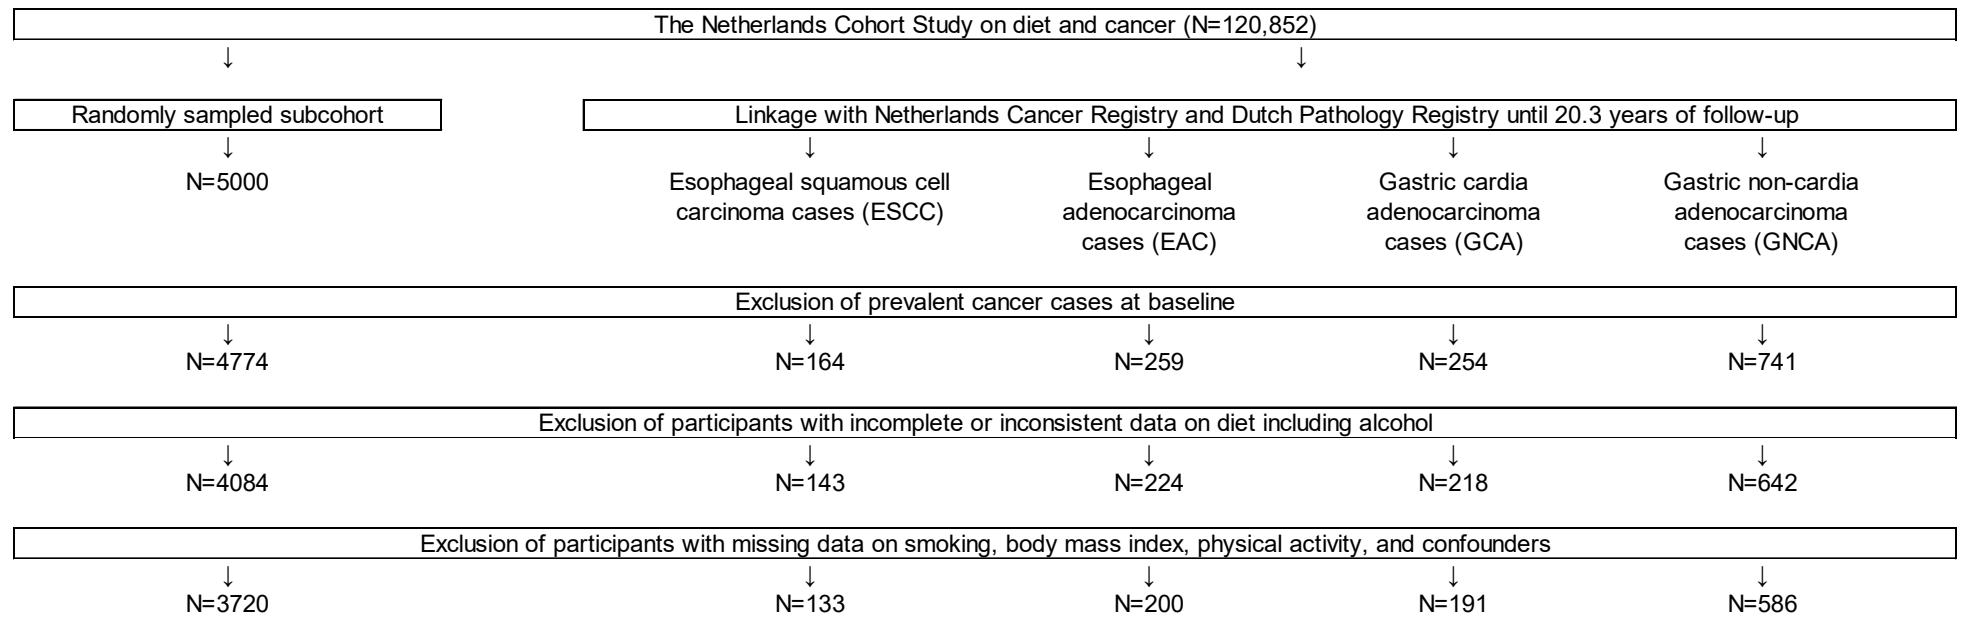 The Netherlands Cohort Study on diet and cancer (N=120,852)
↓ ↓
Randomly sampled subcohort Linkage with Netherlands Cancer Registry and Dutch Pathology Registry until 20.3 years of follow-up
↓ ↓ ↓ ↓ ↓
N=5000 Esophageal squamous cell Esophageal Gastric cardia Gastric non-cardia
carcinoma cases (ESCC) adenocarcinoma adenocarcinoma adenocarcinoma
cases (EAC) cases (GCA) cases (GNCA)
Exclusion of prevalent cancer cases at baseline
↓ ↓ ↓ ↓ ↓
N=4774 N=164 N=259 N=254 N=741
Exclusion of participants with incomplete or inconsistent data on diet including alcohol
↓ ↓ ↓ ↓ ↓
N=4084 N=143 N=224 N=218 N=642
Exclusion of participants with missing data on smoking, body mass index, physical activity, and confounders
↓ ↓ ↓ ↓ ↓
N=3720 N=133 N=200 N=191 N=586